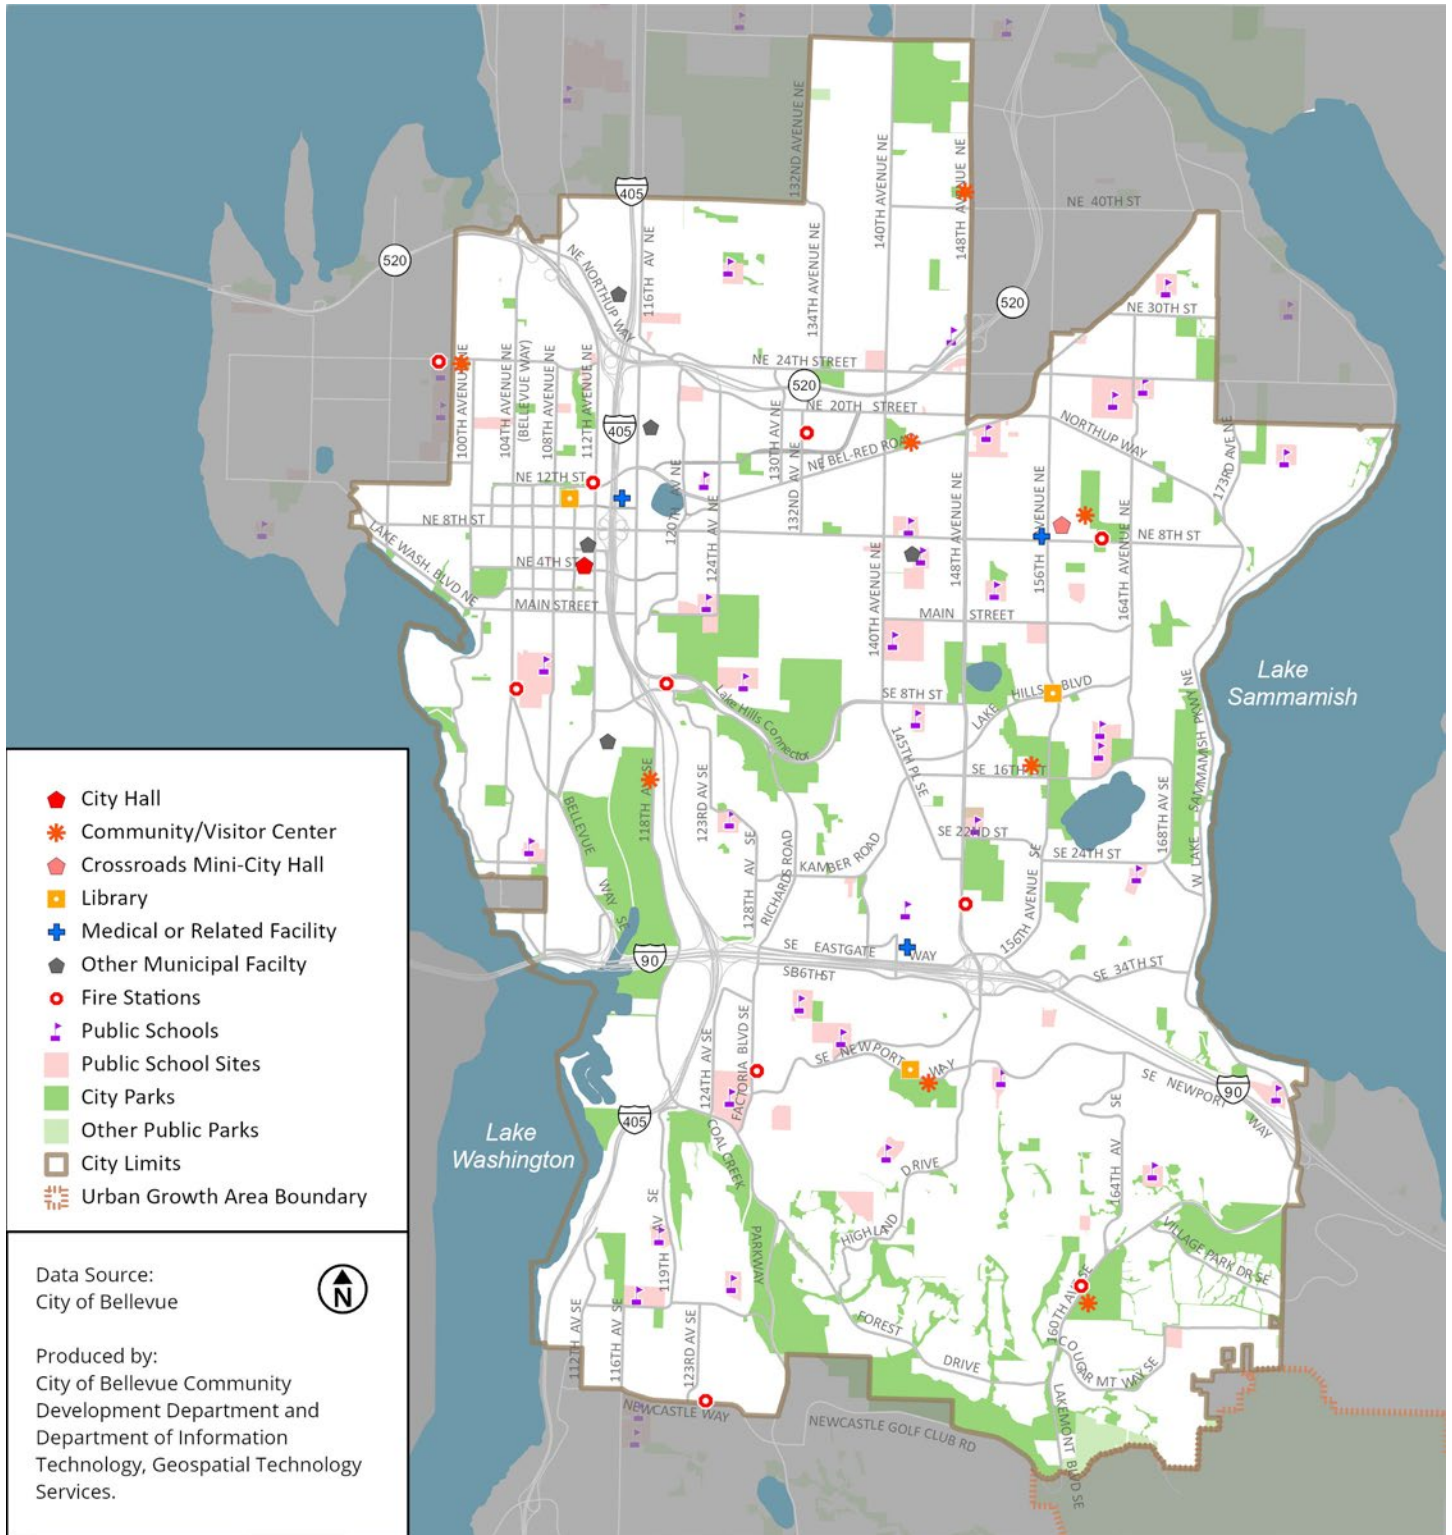 132ND AVENUE NE
140TH AVENUE NE
148TH AVENUE NE
NE 40TH ST
405
520
NE NORTHUP WAY
116TH AV NE
134TH AVENUE NE
520
NE 30TH ST
NE 24TH STREET
520
100TH AVENUE NE
104TH AVENUE NE
(BELLEVUE WAY)
108TH AVENUE NE
112TH AVENUE NE
405
NE 20TH STREET
130TH AV NE
132ND AV NE
NE BEL-RED ROAD
NORTHUP WAY
173RD AVE NE
NE 12TH ST
120TH AV NE
124TH AV NE
148TH AVENUE NE
156TH AVENUE NE
164TH AVENUE NE
NE 8TH ST
NE 8TH ST
LAKE WASH. BLVD NE
NE 4TH ST
140TH AVENUE NE
MAIN STREET
MAIN STREET
Lake
Sammamish
SE 8TH ST
LAKE HILLS BLVD
Lake Hills Connector
W LAKE SAMMAMISH PKWY NE
145TH PL SE
SE 16TH ST
118TH AV SE
123RD AV SE
BELLEVUE WAY SE
128TH AV SE
RICHARDS ROAD
KAMBER ROAD
SE 22ND ST
SE 24TH ST
168TH AV SE
156TH AVENUE SE
SE EASTGATE WAY
90
SB6TH ST
SE 34TH ST
124TH AV SE
FACTORIA BLVD SE
SE NEWPORT WAY
SE NEWPORT WAY
90
405
COAL CREEK PARKWAY
164TH AV SE
Lake
Washington
HIGHLAND DRIVE
119TH AV SE
VILLAGE PARK DR SE
160TH AVE SE
FOREST DRIVE
COUGAR MT WAY SE
112TH AV SE
116TH AV SE
123RD AV SE
LAKEMONT BLVD SE
NEWCASTLE WAY
NEWCASTLE GOLF CLUB RD
City Hall
Community/Visitor Center
Crossroads Mini-City Hall
Library
Medical or Related Facility
Other Municipal Facilty
Fire Stations
Public Schools
Public School Sites
City Parks
Other Public Parks
City Limits
Urban Growth Area Boundary
Data Source:
City of Bellevue
N
Produced by:
City of Bellevue Community
Development Department and
Department of Information
Technology, Geospatial Technology
Services.